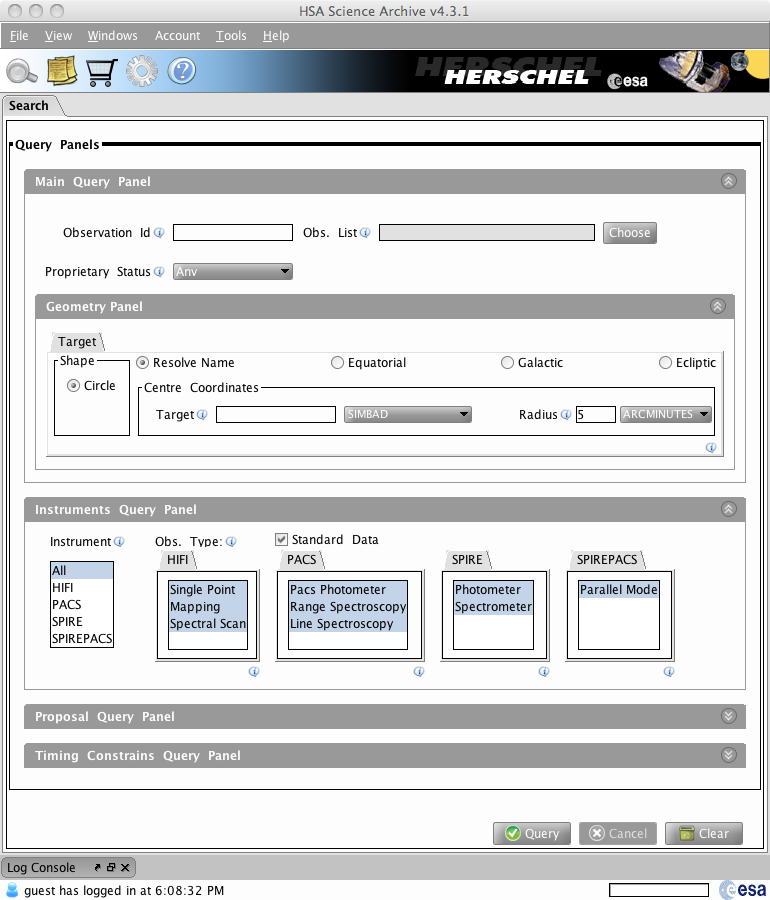 HSA Science Archive v4.3.1
File View Windows Account Tools Help
HERSCHEL
HERSCHEL esa
Search
Query Panels
Main Query Panel
Observation Id Obs. List Choose
Proprietary Status Any
Geometry Panel
Target
Shape Resolve Name Equatorial Galactic Ecliptic
Circle Centre Coordinates
Target SIMBAD Radius 5 ARCMINUTES
Instruments Query Panel
Instrument Obs. Type: Standard Data
HIFI PACS SPIRE SPIREPACS
All Single Point Pacs Photometer Photometer Parallel Mode
HIFI Mapping Range Spectroscopy Spectrometer
PACS Spectral Scan Line Spectroscopy
SPIRE
SPIREPACS
Proposal Query Panel
Timing Constrains Query Panel
Query Cancel Clear
Log Console
guest has logged in at 6:08:32 PM esa